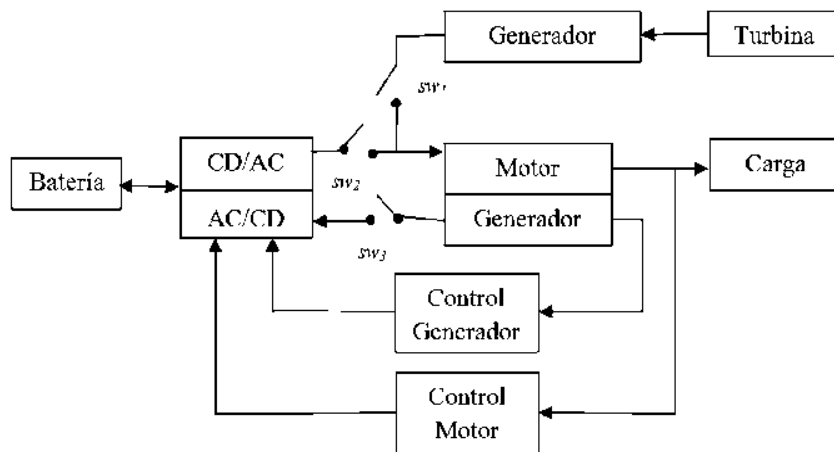 Generador
Turbina
sw1
CD/AC
Motor
Carga
Batería
sw2
AC/CD
Generador
sw3
Control
Generador
Control
Motor